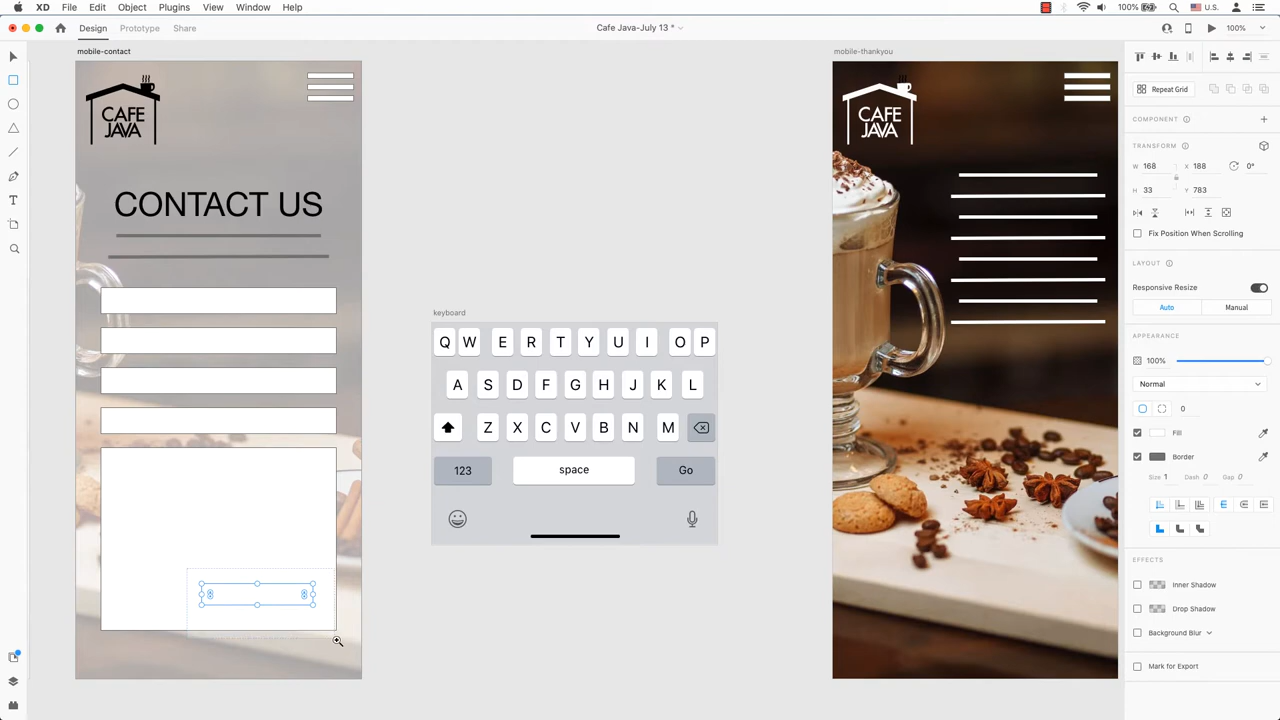 XD File Edit Object Plugins View Window Help
100% U.S.
Design Prototype Share
Cafe Java-July 13 *
100%
mobile-contact
mobile-thankyou
CAFE
JAVA
CAFE
JAVA
CONTACT US
keyboard
Q W E R T Y U I O P
A S D F G H J K L
Z X C V B N M
123 space Go
Repeat Grid
COMPONENT
TRANSFORM
W 168 X 188 0°
H 33 Y 783
Fix Position When Scrolling
LAYOUT
Responsive Resize
Auto Manual
APPEARANCE
100%
Normal
0
Fill
Border
Size 1 Dash 0 Gap 0
EFFECTS
Inner Shadow
Drop Shadow
Background Blur
Mark for Export